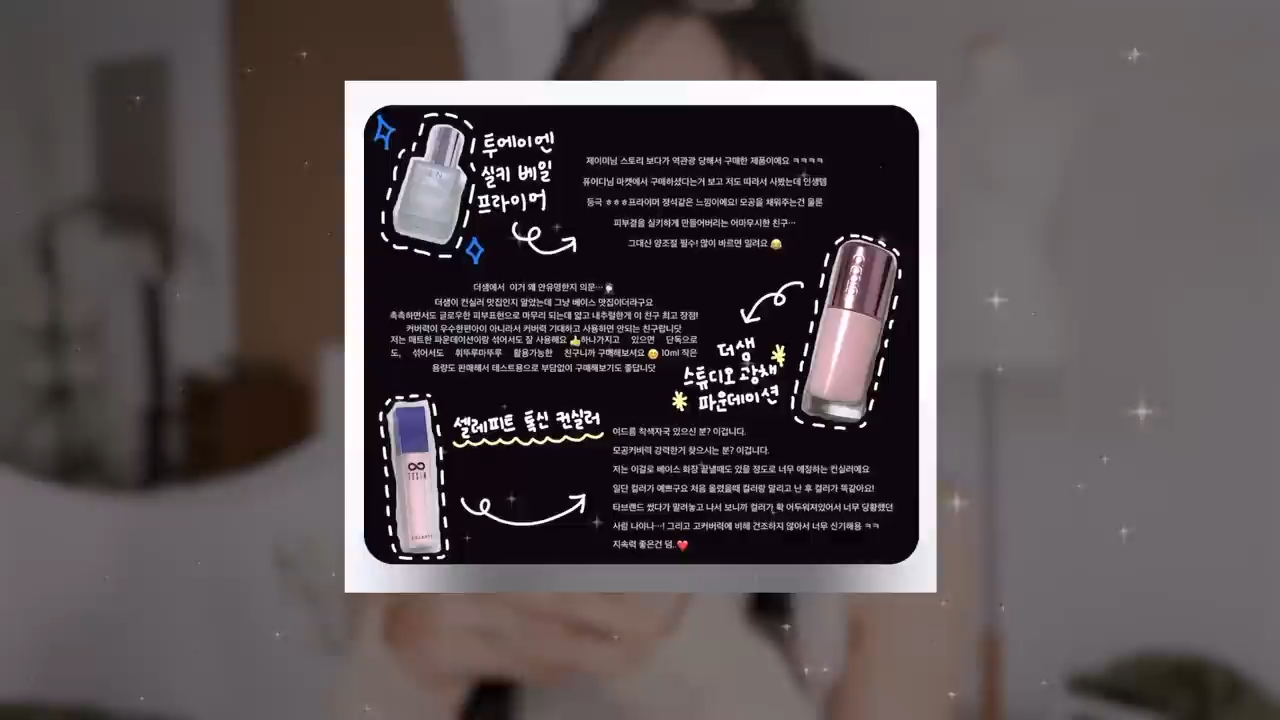 투에이엔
실키 베일
프라이머
제이미님 스토리 보다가 역관광 당해서 구매한 제품이에요 ㅋㅋㅋㅋ
퓨어디님 마켓에서 구매하셨다는거 보고 저도 따라서 사봤는데 인생템
등극 ㅎㅎㅎ프라이머 정석같은 느낌이에요! 모공을 채워주는건 물론
피부결을 실키하게 만들어버리는 어마무시한 친구…
그대신 양조절 필수! 많이 바르면 밀려요 😂
더샘에서 이거 왜 안유명한지 의문…
더샘이 컨실러 맛집인지 알았는데 그냥 베이스 맛집이더라구요
촉촉하면서도 글로우한 피부표현으로 마무리 되는데 얇고 내추럴한게 이 친구 최고 장점!
커버력이 우수한편아이 아니라서 커버력 기대하고 사용하면 안되는 친구랍니닷
저는 매트한 파운데이션이랑 섞어서도 잘 사용해요 👍하나가지고 있으면 단독으로
도, 섞어서도 휘뚜루마뚜루 활용가능한 친구니까 구매해보셔요 😊 10ml 작은
용량도 판매해서 테스트용으로 부담없이 구매해보기도 좋답니닷
더샘
스튜디오 광채
파운데이션
셀레피트 톡신 컨실러
이드름 착색자국 있으신 분? 이겁니다.
모공커버력 강력한거 찾으시는 분? 이겁니다.
저는 이걸로 베이스 화장 끝낼때도 있을 정도로 너무 애정하는 컨실러에요
일단 컬러가 예쁘구요 처음 올렸을때 컬러랑 말리고 난 후 컬러가 똑같아요!
타브랜드 썼다가 말려놓고 나서 보니까 컬러가 확 어두워져있어서 너무 당황했던
사람 나야나…! 그리고 고커버력에 비해 건조하지 않아서 너무 신기해용 ㅋㅋ
지속력 좋은건 덤..❤️